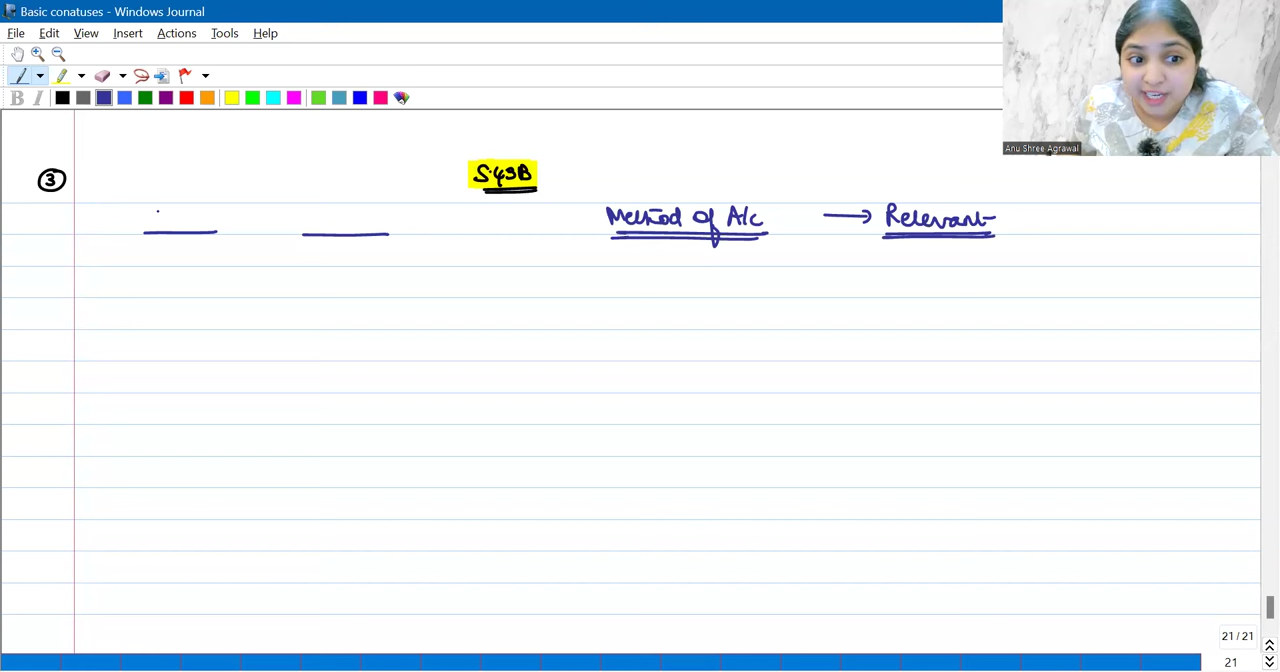 Basic conatuses - Windows Journal
File Edit View Insert Actions Tools Help
B I
Anu Shree Agrawal
③ S.43B
Method of A/c → Relevant
21 / 21
21